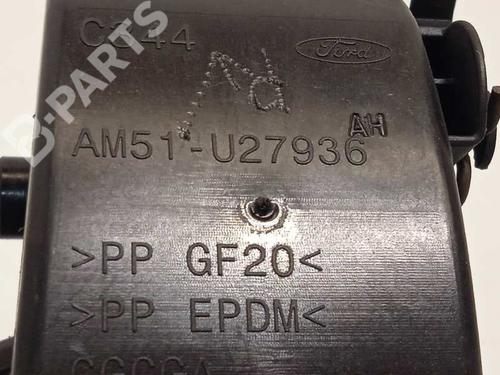 C344
Ford
B-PARTS
AH
AM51-U27936
>PP GF20<
>PP EPDM<